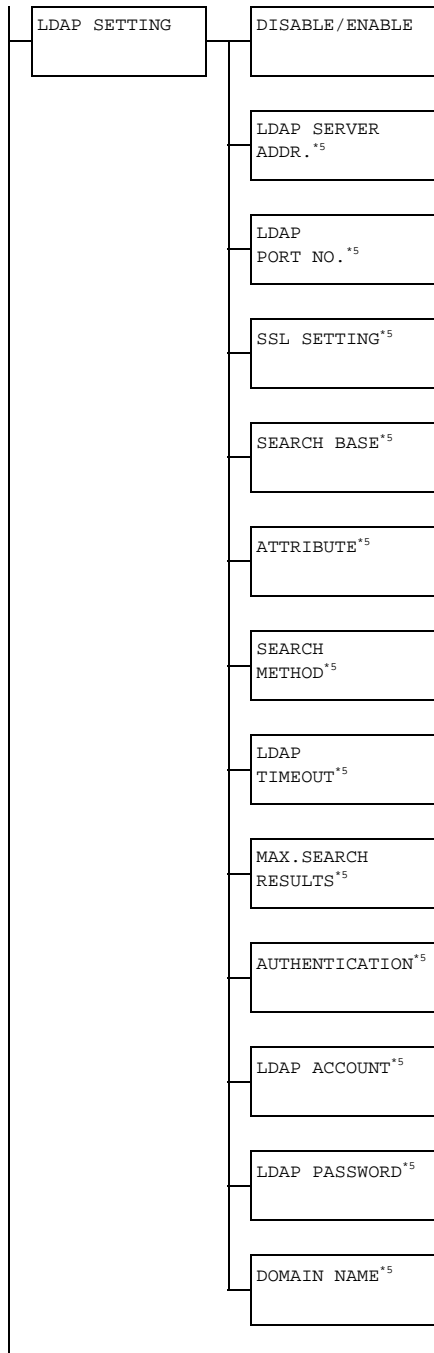 LDAP SETTING
DISABLE/ENABLE
LDAP SERVER
ADDR.*5
LDAP
PORT NO.*5
SSL SETTING*5
SEARCH BASE*5
ATTRIBUTE*5
SEARCH
METHOD*5
LDAP
TIMEOUT*5
MAX.SEARCH
RESULTS*5
AUTHENTICATION*5
LDAP ACCOUNT*5
LDAP PASSWORD*5
DOMAIN NAME*5